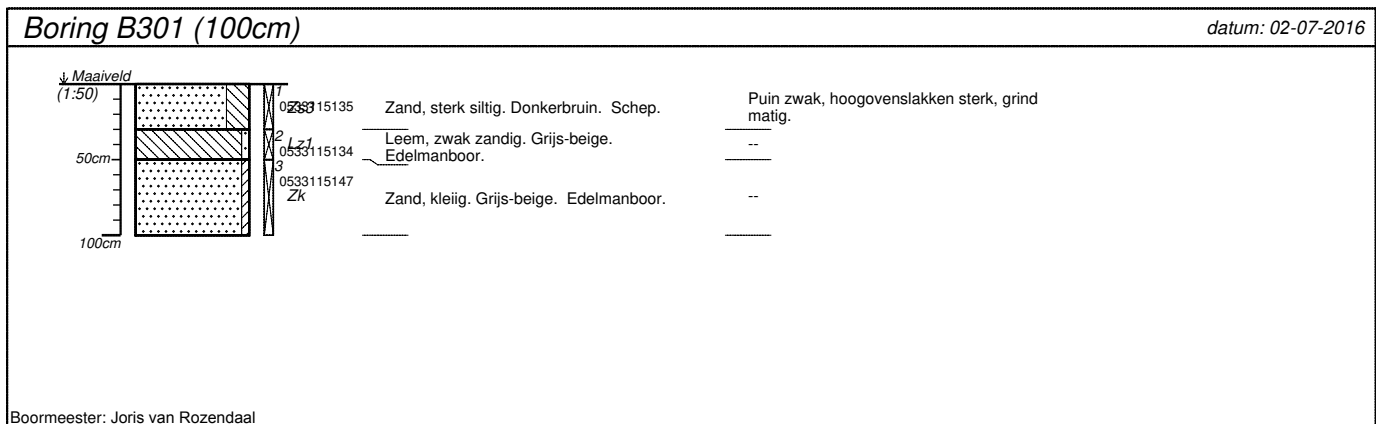 Boring B301 (100cm)
datum: 02-07-2016
Maaiveld
(1:50)
1
0533115135
Zs3
Zand, sterk siltig. Donkerbruin. Schep.
Puin zwak, hoogovenslakken sterk, grind
matig.
2
Lz1
0533115134
Leem, zwak zandig. Grijs-beige.
Edelmanboor.
--
50cm
3
0533115147
Zk
Zand, kleiig. Grijs-beige. Edelmanboor.
--
100cm
Boormeester: Joris van Rozendaal